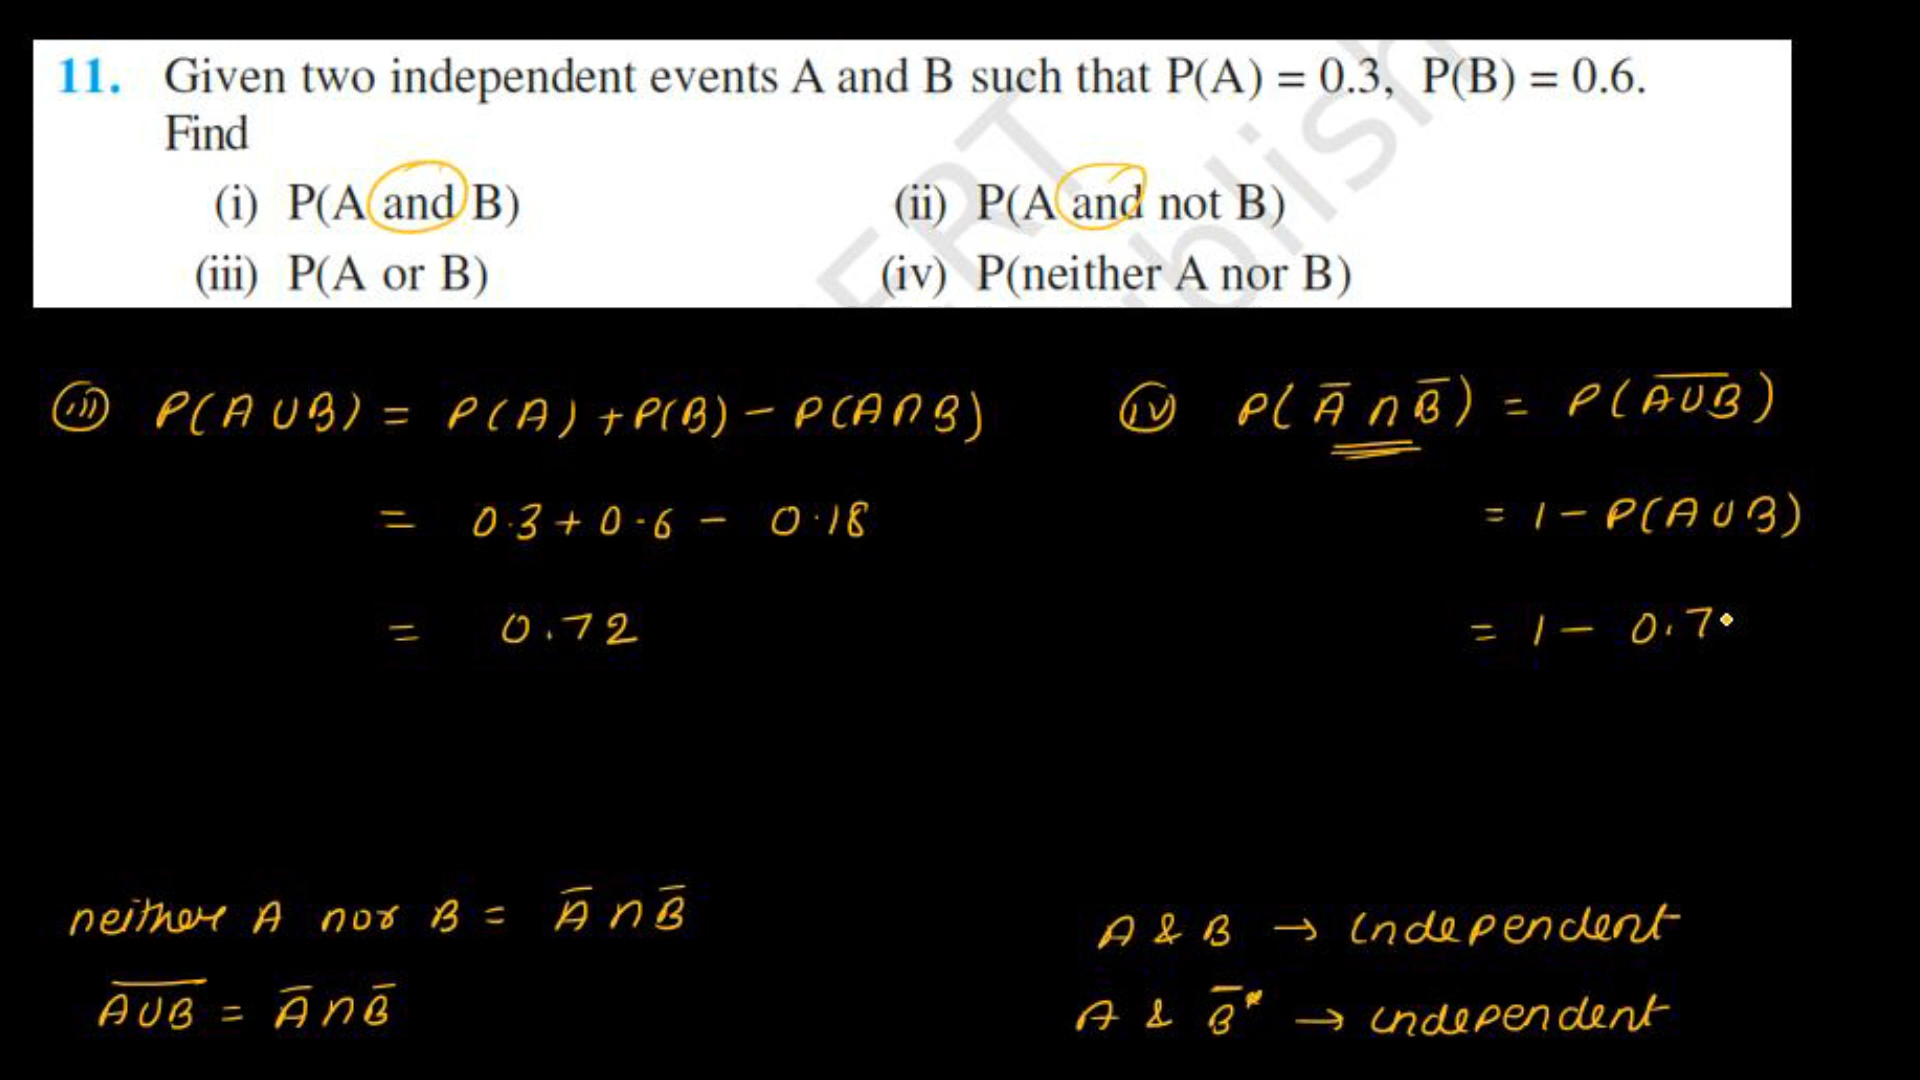 11. Given two independent events A and B such that P(A) = 0.3, P(B) = 0.6.
Find
(i) P(A and B)
(ii) P(A and not B)
(iii) P(A or B)
(iv) P(neither A nor B)
(iii) P(A∪B) = P(A) + P(B) − P(A∩B)
= 0.3 + 0.6 − 0.18
= 0.72
(iv) P(A̅ ∩ B̅) = P(A̅∪̅B̅)
= 1 − P(A∪B)
= 1 − 0.7
neither A nor B = A̅ ∩ B̅
A̅∪̅B̅ = A̅ ∩ B̅
A & B → independent
A & B̅ → independent